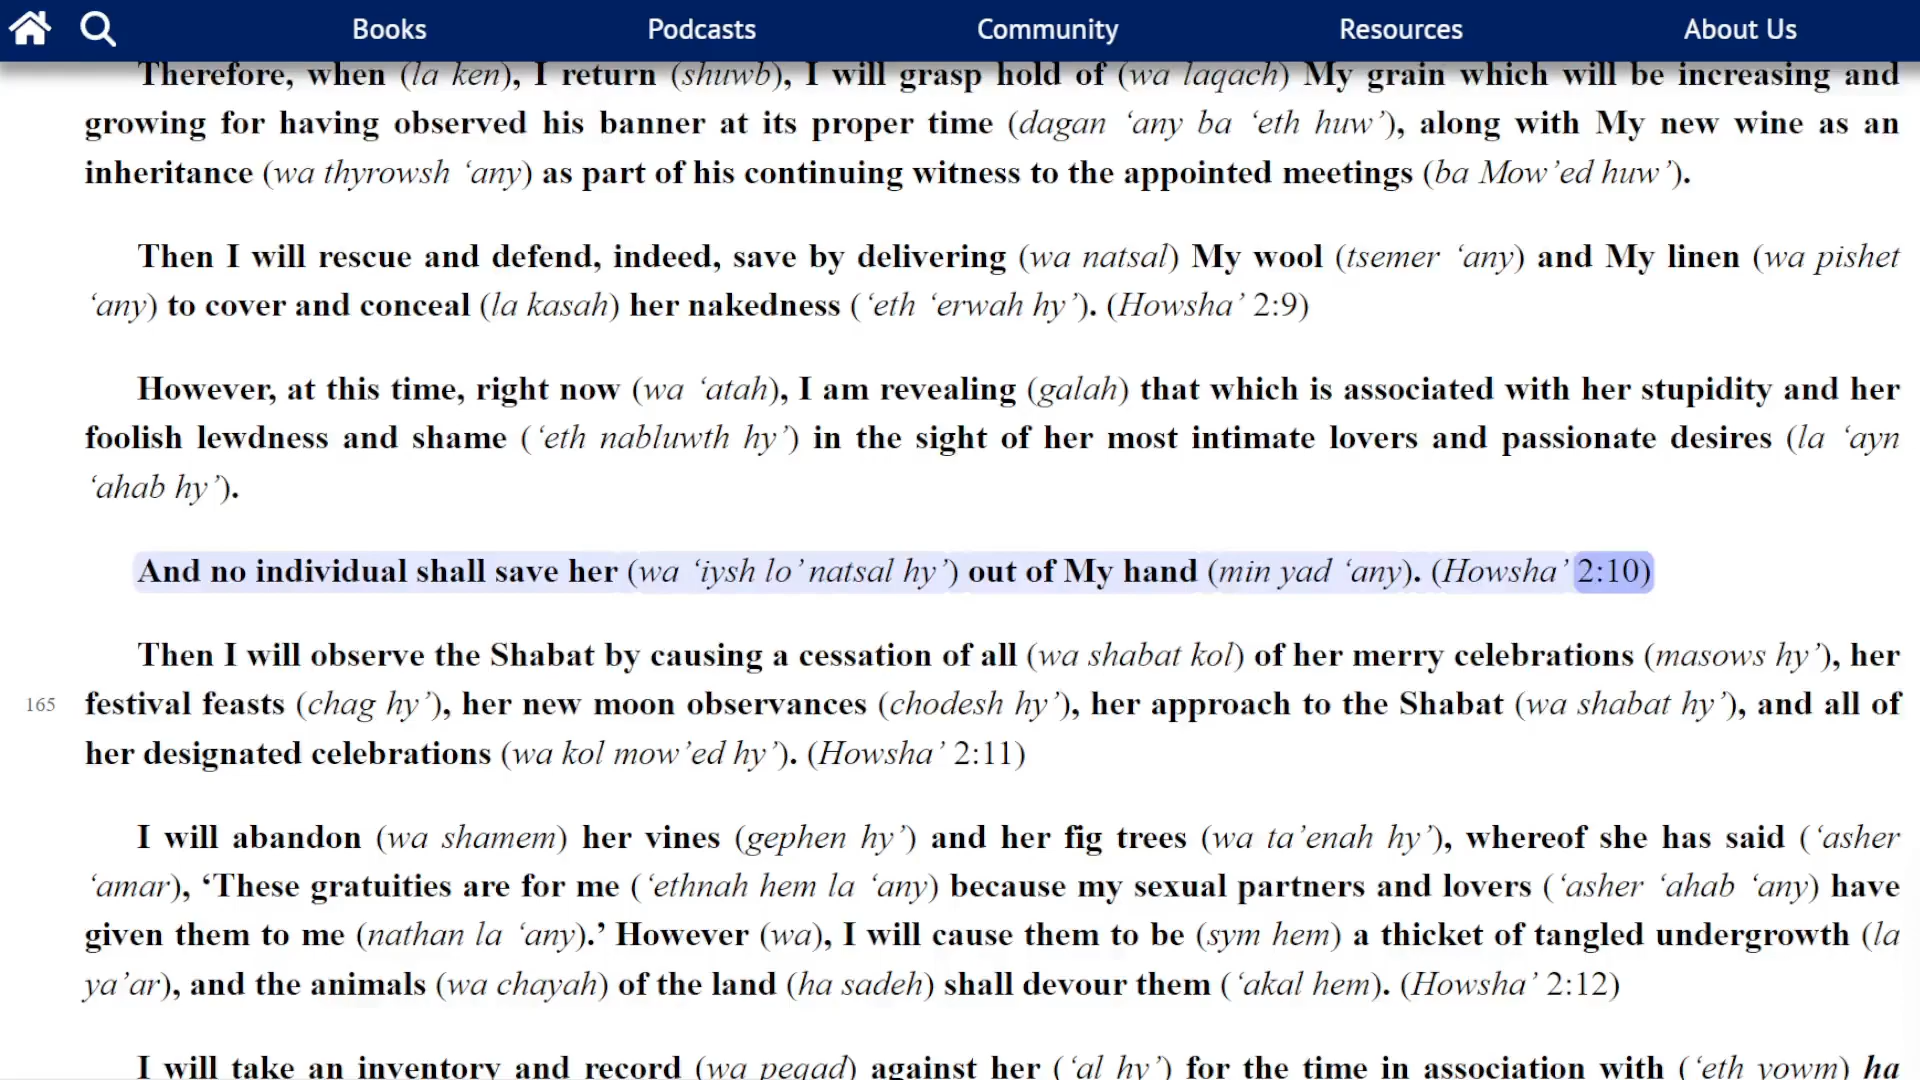 Books Podcasts Community Resources About Us
Therefore, when (la ken), I return (shuwb), I will grasp hold of (wa laqach) My grain which will be increasing and
growing for having observed his banner at its proper time (dagan ‘any ba ‘eth huw’), along with My new wine as an
inheritance (wa thyrowsh ‘any) as part of his continuing witness to the appointed meetings (ba Mow’ed huw’).
Then I will rescue and defend, indeed, save by delivering (wa natsal) My wool (tsemer ‘any) and My linen (wa pishet
‘any) to cover and conceal (la kasah) her nakedness (‘eth ‘erwah hy’). (Howsha’ 2:9)
However, at this time, right now (wa ‘atah), I am revealing (galah) that which is associated with her stupidity and her
foolish lewdness and shame (‘eth nabluwth hy’) in the sight of her most intimate lovers and passionate desires (la ‘ayn
‘ahab hy’).
And no individual shall save her (wa ‘iysh lo’ natsal hy’) out of My hand (min yad ‘any). (Howsha’ 2:10)
Then I will observe the Shabat by causing a cessation of all (wa shabat kol) of her merry celebrations (masows hy’), her
165 festival feasts (chag hy’), her new moon observances (chodesh hy’), her approach to the Shabat (wa shabat hy’), and all of
her designated celebrations (wa kol mow’ed hy’). (Howsha’ 2:11)
I will abandon (wa shamem) her vines (gephen hy’) and her fig trees (wa ta’enah hy’), whereof she has said (‘asher
‘amar), ‘These gratuities are for me (‘ethnah hem la ‘any) because my sexual partners and lovers (‘asher ‘ahab ‘any) have
given them to me (nathan la ‘any).’ However (wa), I will cause them to be (sym hem) a thicket of tangled undergrowth (la
ya’ar), and the animals (wa chayah) of the land (ha sadeh) shall devour them (‘akal hem). (Howsha’ 2:12)
I will take an inventory and record (wa peqad) against her (‘al hy’) for the time in association with (‘eth yowm) ha